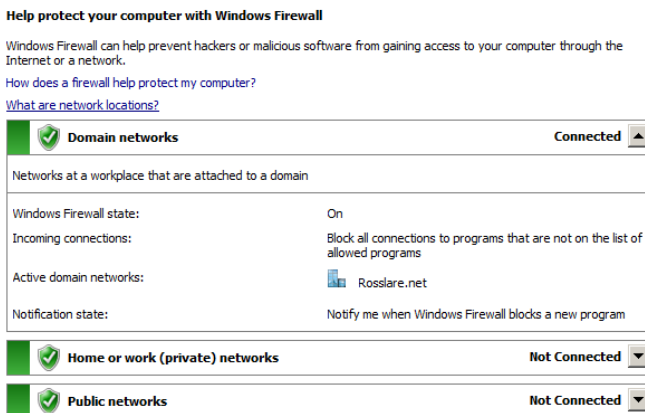 Help protect your computer with Windows Firewall
Windows Firewall can help prevent hackers or malicious software from gaining access to your computer through the
Internet or a network.
How does a firewall help protect my computer?
What are network locations?
Domain networks Connected
Networks at a workplace that are attached to a domain
Windows Firewall state: On
Incoming connections: Block all connections to programs that are not on the list of
allowed programs
Active domain networks: Rosslare.net
Notification state: Notify me when Windows Firewall blocks a new program
Home or work (private) networks Not Connected
Public networks Not Connected